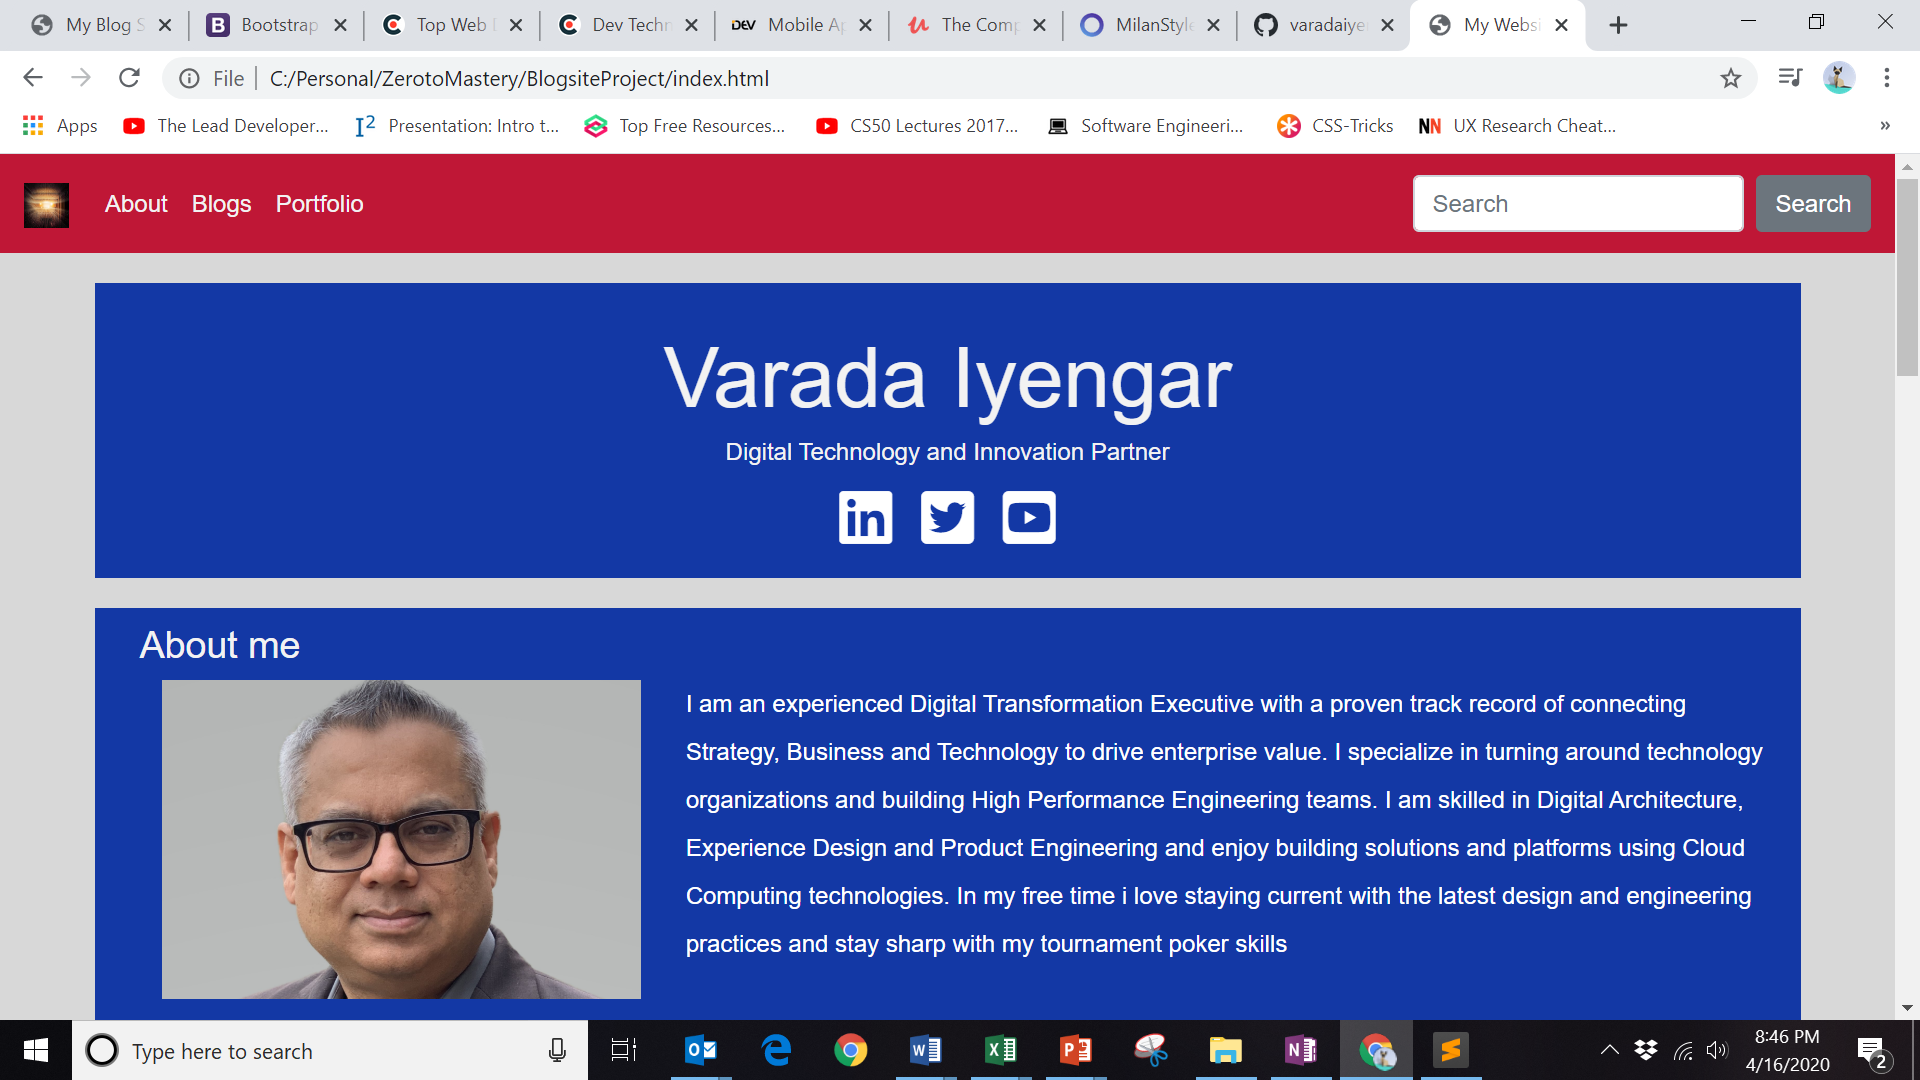 My Blog S
Bootstrap
Top Web
Dev Techn
DEV Mobile Ap
The Comp
MilanStyle
varadaiye
My Websi
File C:/Personal/ZerotoMastery/BlogsiteProject/index.html
Apps
The Lead Developer...
I2 Presentation: Intro t...
Top Free Resources...
CS50 Lectures 2017...
Software Engineeri...
CSS-Tricks
NN UX Research Cheat...
»
About Blogs Portfolio
Search Search
Varada Iyengar
Digital Technology and Innovation Partner
in
About me
I am an experienced Digital Transformation Executive with a proven track record of connecting
Strategy, Business and Technology to drive enterprise value. I specialize in turning around technology
organizations and building High Performance Engineering teams. I am skilled in Digital Architecture,
Experience Design and Product Engineering and enjoy building solutions and platforms using Cloud
Computing technologies. In my free time i love staying current with the latest design and engineering
practices and stay sharp with my tournament poker skills
Type here to search
8:46 PM
4/16/2020
2